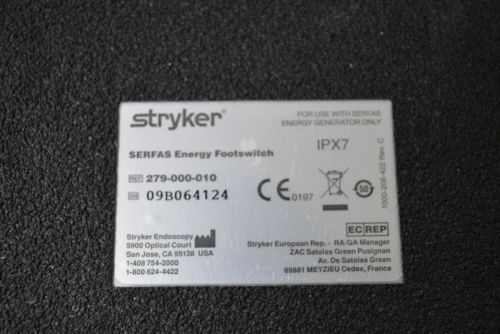 stryker®
FOR USE WITH SERFAS
ENERGY GENERATOR ONLY
SERFAS Energy Footswitch
IPX7
REF 279-000-010
SN 09B064124
CE 0197
50
1000-206-422 Rev. C
EC REP
Stryker Endoscopy
5900 Optical Court
San Jose, CA 95138 USA
1-408 754-2000
1-800 624-4422
Stryker European Rep. - RA/QA Manager
ZAC Satolas Green Pusignan
Av. De Satolas Green
69881 MEYZIEU Cedex, France